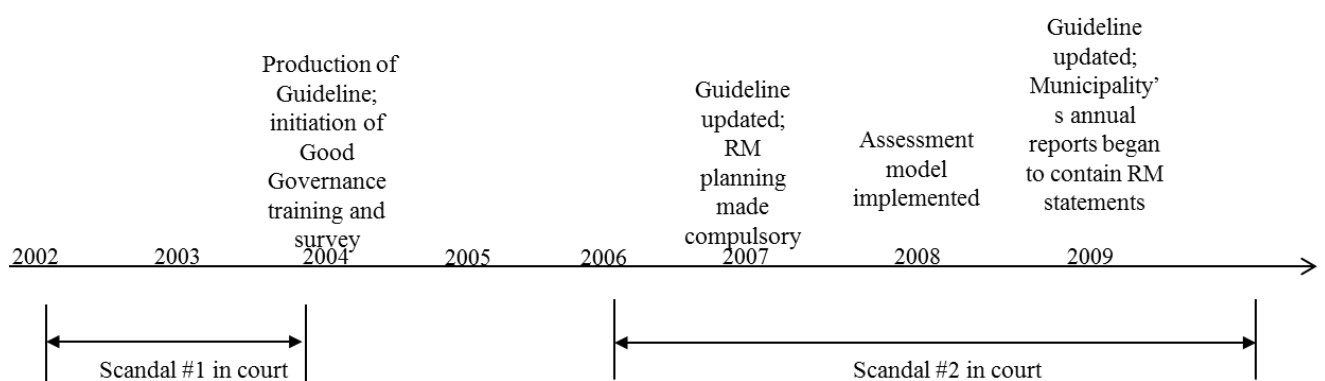 Production of
Guideline;
initiation of
Good
Governance
training and
survey
Guideline
updated;
RM
planning
made
compulsory
Assessment
model
implemented
Guideline
updated;
Municipality’
s annual
reports began
to contain RM
statements
2002 2003 2004 2005 2006 2007 2008 2009
Scandal #1 in court
Scandal #2 in court